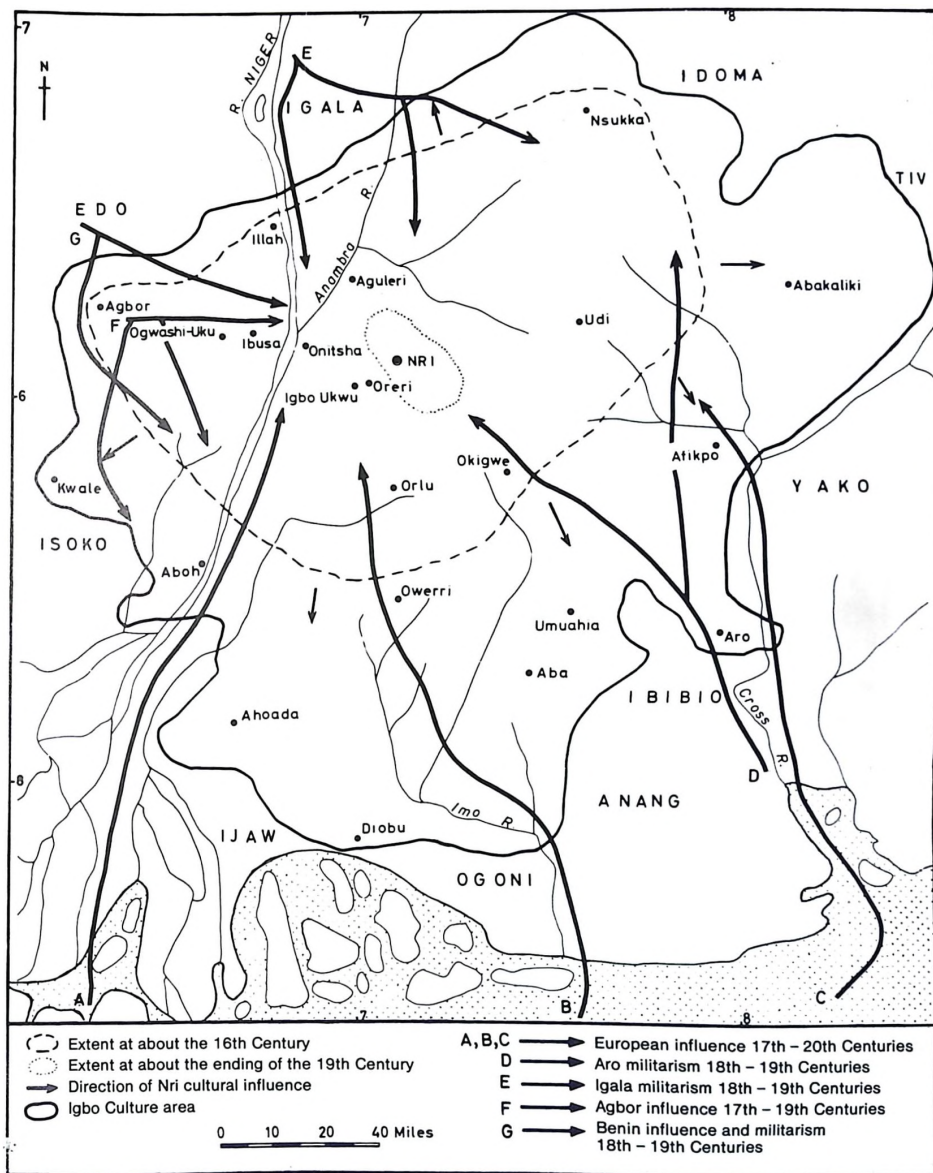 7
7
8
N
R. NIGER
E
IDOMA
IGALA
Nsukka
TIV
EDO
G
R.
Illah
Anambra
Aguleri
Abakaliki
Agbor
F
Ogwashi-Uku
Ibusa
Udi
Onitsha
NRI
6
Igbo Ukwu
Oreri
Afikpo
Okigwe
Kwale
Orlu
YAKO
ISOKO
Aboh
Owerri
Umuahia
Aro
Aba
IBIBIO
Cross
R.
Ahoada
D
ANANG
6
Imo R.
IJAW
Diobu
OGONI
A
B
C
7
8
Extent at about the 16th Century
Extent at about the ending of the 19th Century
Direction of Nri cultural influence
Igbo Culture area
0 10 20 40 Miles
A, B, C European influence 17th – 20th Centuries
D Aro militarism 18th – 19th Centuries
E Igala militarism 18th – 19th Centuries
F Agbor influence 17th – 19th Centuries
G Benin influence and militarism
18th – 19th Centuries